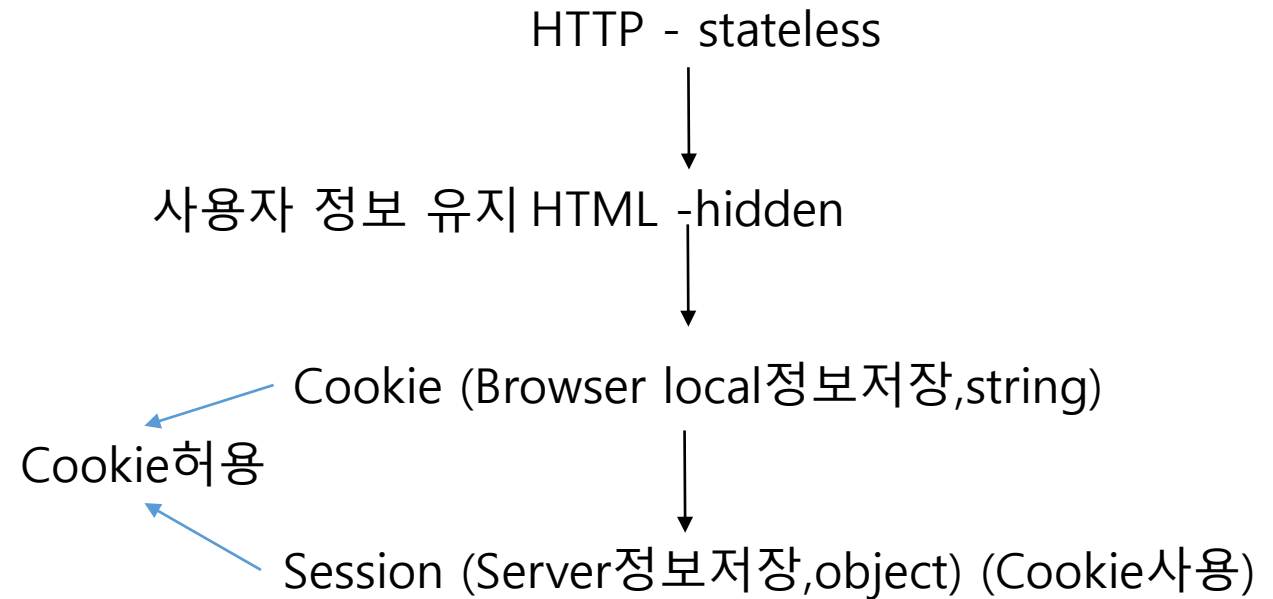 HTTP - stateless
사용자 정보 유지 HTML -hidden
Cookie (Browser local정보저장,string)
Cookie허용
Session (Server정보저장,object) (Cookie사용)